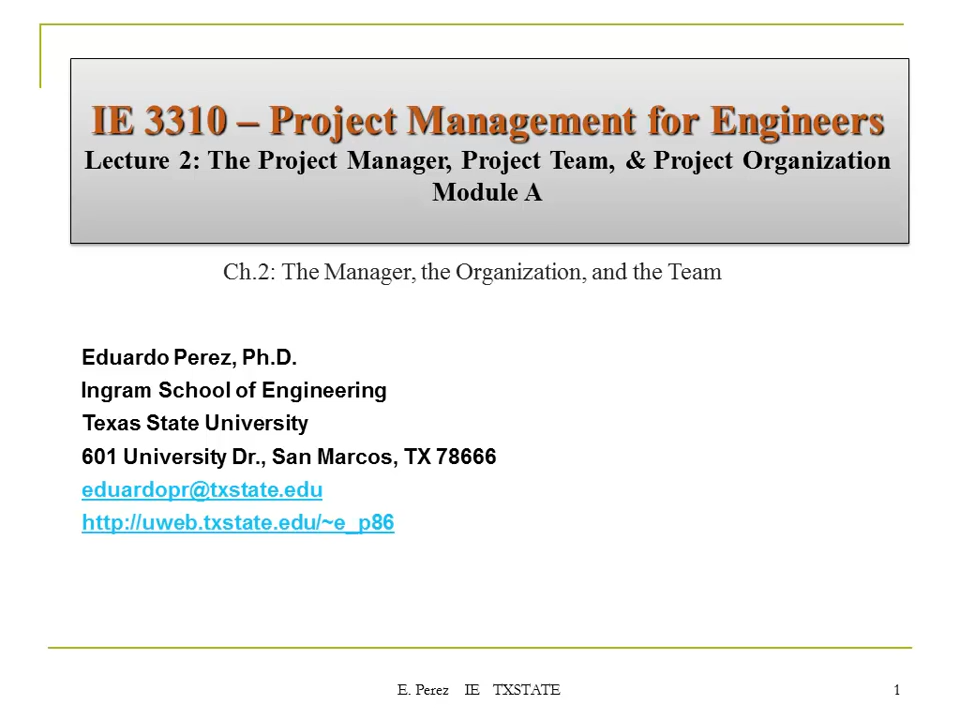 IE 3310 – Project Management for Engineers
Lecture 2: The Project Manager, Project Team, & Project Organization
Module A
Ch.2: The Manager, the Organization, and the Team
Eduardo Perez, Ph.D.
Ingram School of Engineering
Texas State University
601 University Dr., San Marcos, TX 78666
eduardopr@txstate.edu
http://uweb.txstate.edu/~e_p86
E. Perez IE TXSTATE 1